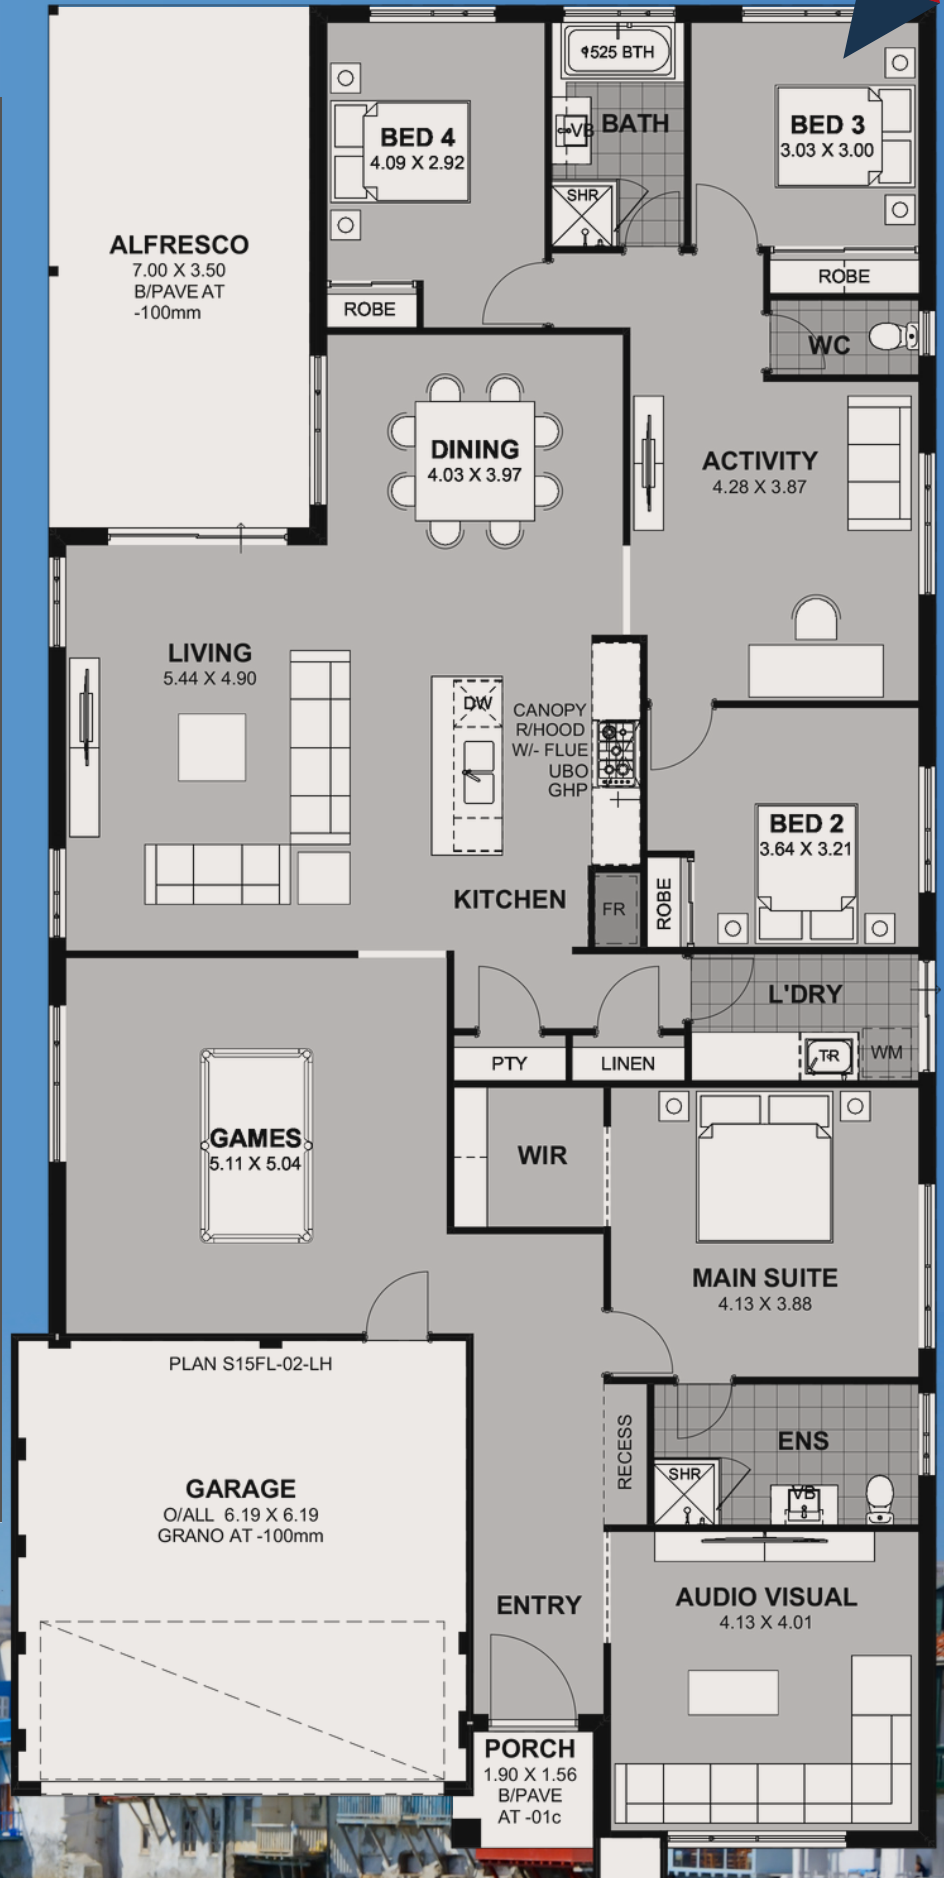 1525 BTH
BED 4
4.09 X 2.92
VB
BATH
BED 3
3.03 X 3.00
SHR
ALFRESCO
7.00 X 3.50
B/PAVE AT
-100mm
ROBE
ROBE
WC
DINING
4.03 X 3.97
ACTIVITY
4.28 X 3.87
LIVING
5.44 X 4.90
DW
CANOPY
R/HOOD
W/- FLUE
UBO
GHP
BED 2
3.64 X 3.21
KITCHEN
FR
ROBE
L'DRY
PTY
LINEN
TR
WM
GAMES
5.11 X 5.04
WIR
MAIN SUITE
4.13 X 3.88
PLAN S15FL-02-LH
RECESS
ENS
SHR
VB
GARAGE
O/ALL 6.19 X 6.19
GRANO AT -100mm
ENTRY
AUDIO VISUAL
4.13 X 4.01
PORCH
1.90 X 1.56
B/PAVE
AT -01c